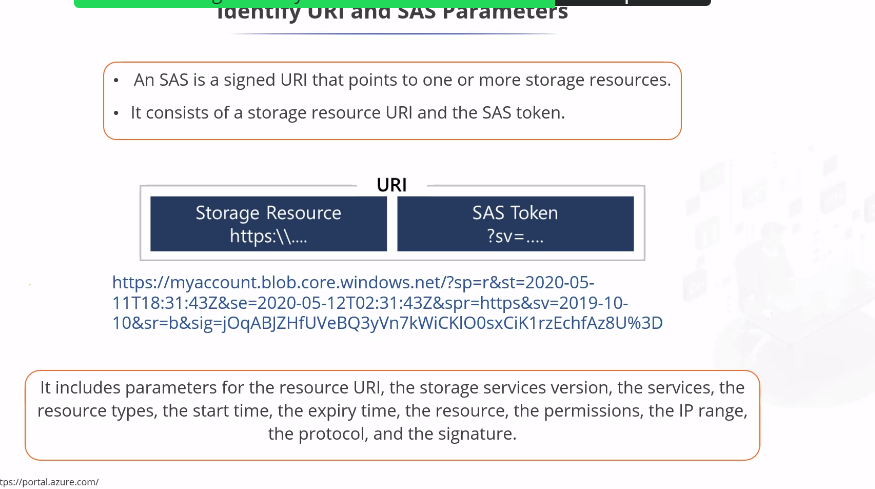 Identify URI and SAS Parameters
• An SAS is a signed URI that points to one or more storage resources.
• It consists of a storage resource URI and the SAS token.
URI
Storage Resource
https:\\....
SAS Token
?sv=....
https://myaccount.blob.core.windows.net/?sp=r&st=2020-05-
11T18:31:43Z&se=2020-05-12T02:31:43Z&spr=https&sv=2019-10-
10&sr=b&sig=jOqABJZHfUVeBQ3yVn7kWiCKlO0sxCiK1rzEchfAz8U%3D
It includes parameters for the resource URI, the storage services version, the services, the
resource types, the start time, the expiry time, the resource, the permissions, the IP range,
the protocol, and the signature.
tps://portal.azure.com/